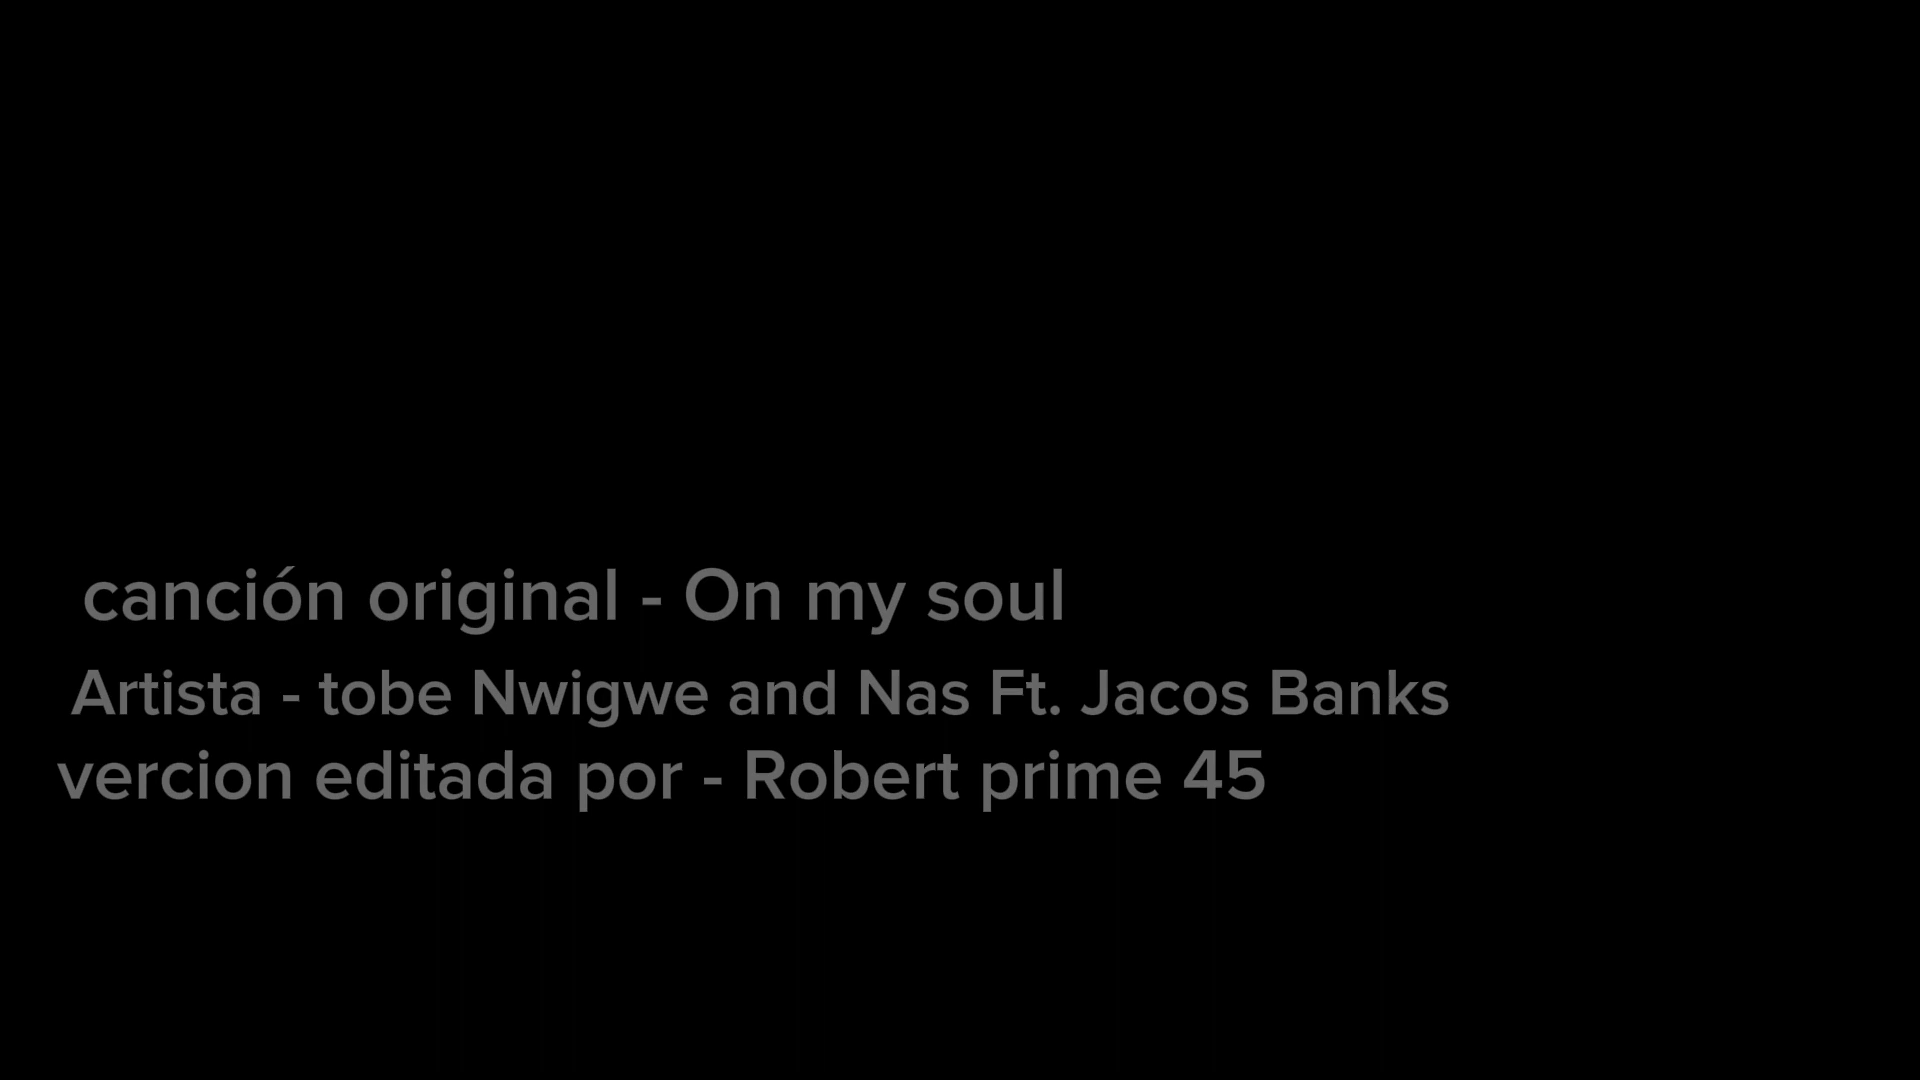 canción original - On my soul
Artista - tobe Nwigwe and Nas Ft. Jacos Banks
vercion editada por - Robert prime 45